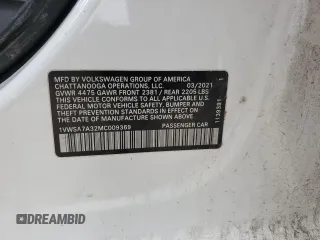 MFD BY VOLKSWAGEN GROUP OF AMERICA
CHATTANOOGA OPERATIONS, LLC. 03/2021
GVWR 4475 GAWR FRONT 2381 / REAR 2205 LBS
THIS VEHICLE CONFORMS TO ALL APPLICABLE
FEDERAL MOTOR VEHICLE SAFETY, BUMPER AND
THEFT PREVENTION STANDARDS IN EFFECT ON
THE DATE OF MANUFACTURE SHOWN ABOVE.
1VWSA7A32MC009369 PASSENGER CAR
1138381 1
DREAMBID